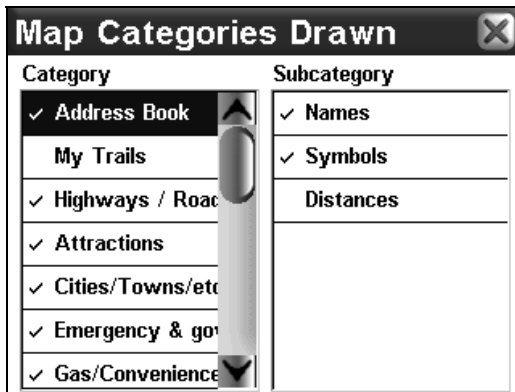 Map Categories Drawn
Category
Subcategory
✓ Address Book
My Trails
✓ Highways / Road
✓ Attractions
✓ Cities/Towns/etc
✓ Emergency & gov
✓ Gas/Convenience
✓ Names
✓ Symbols
Distances